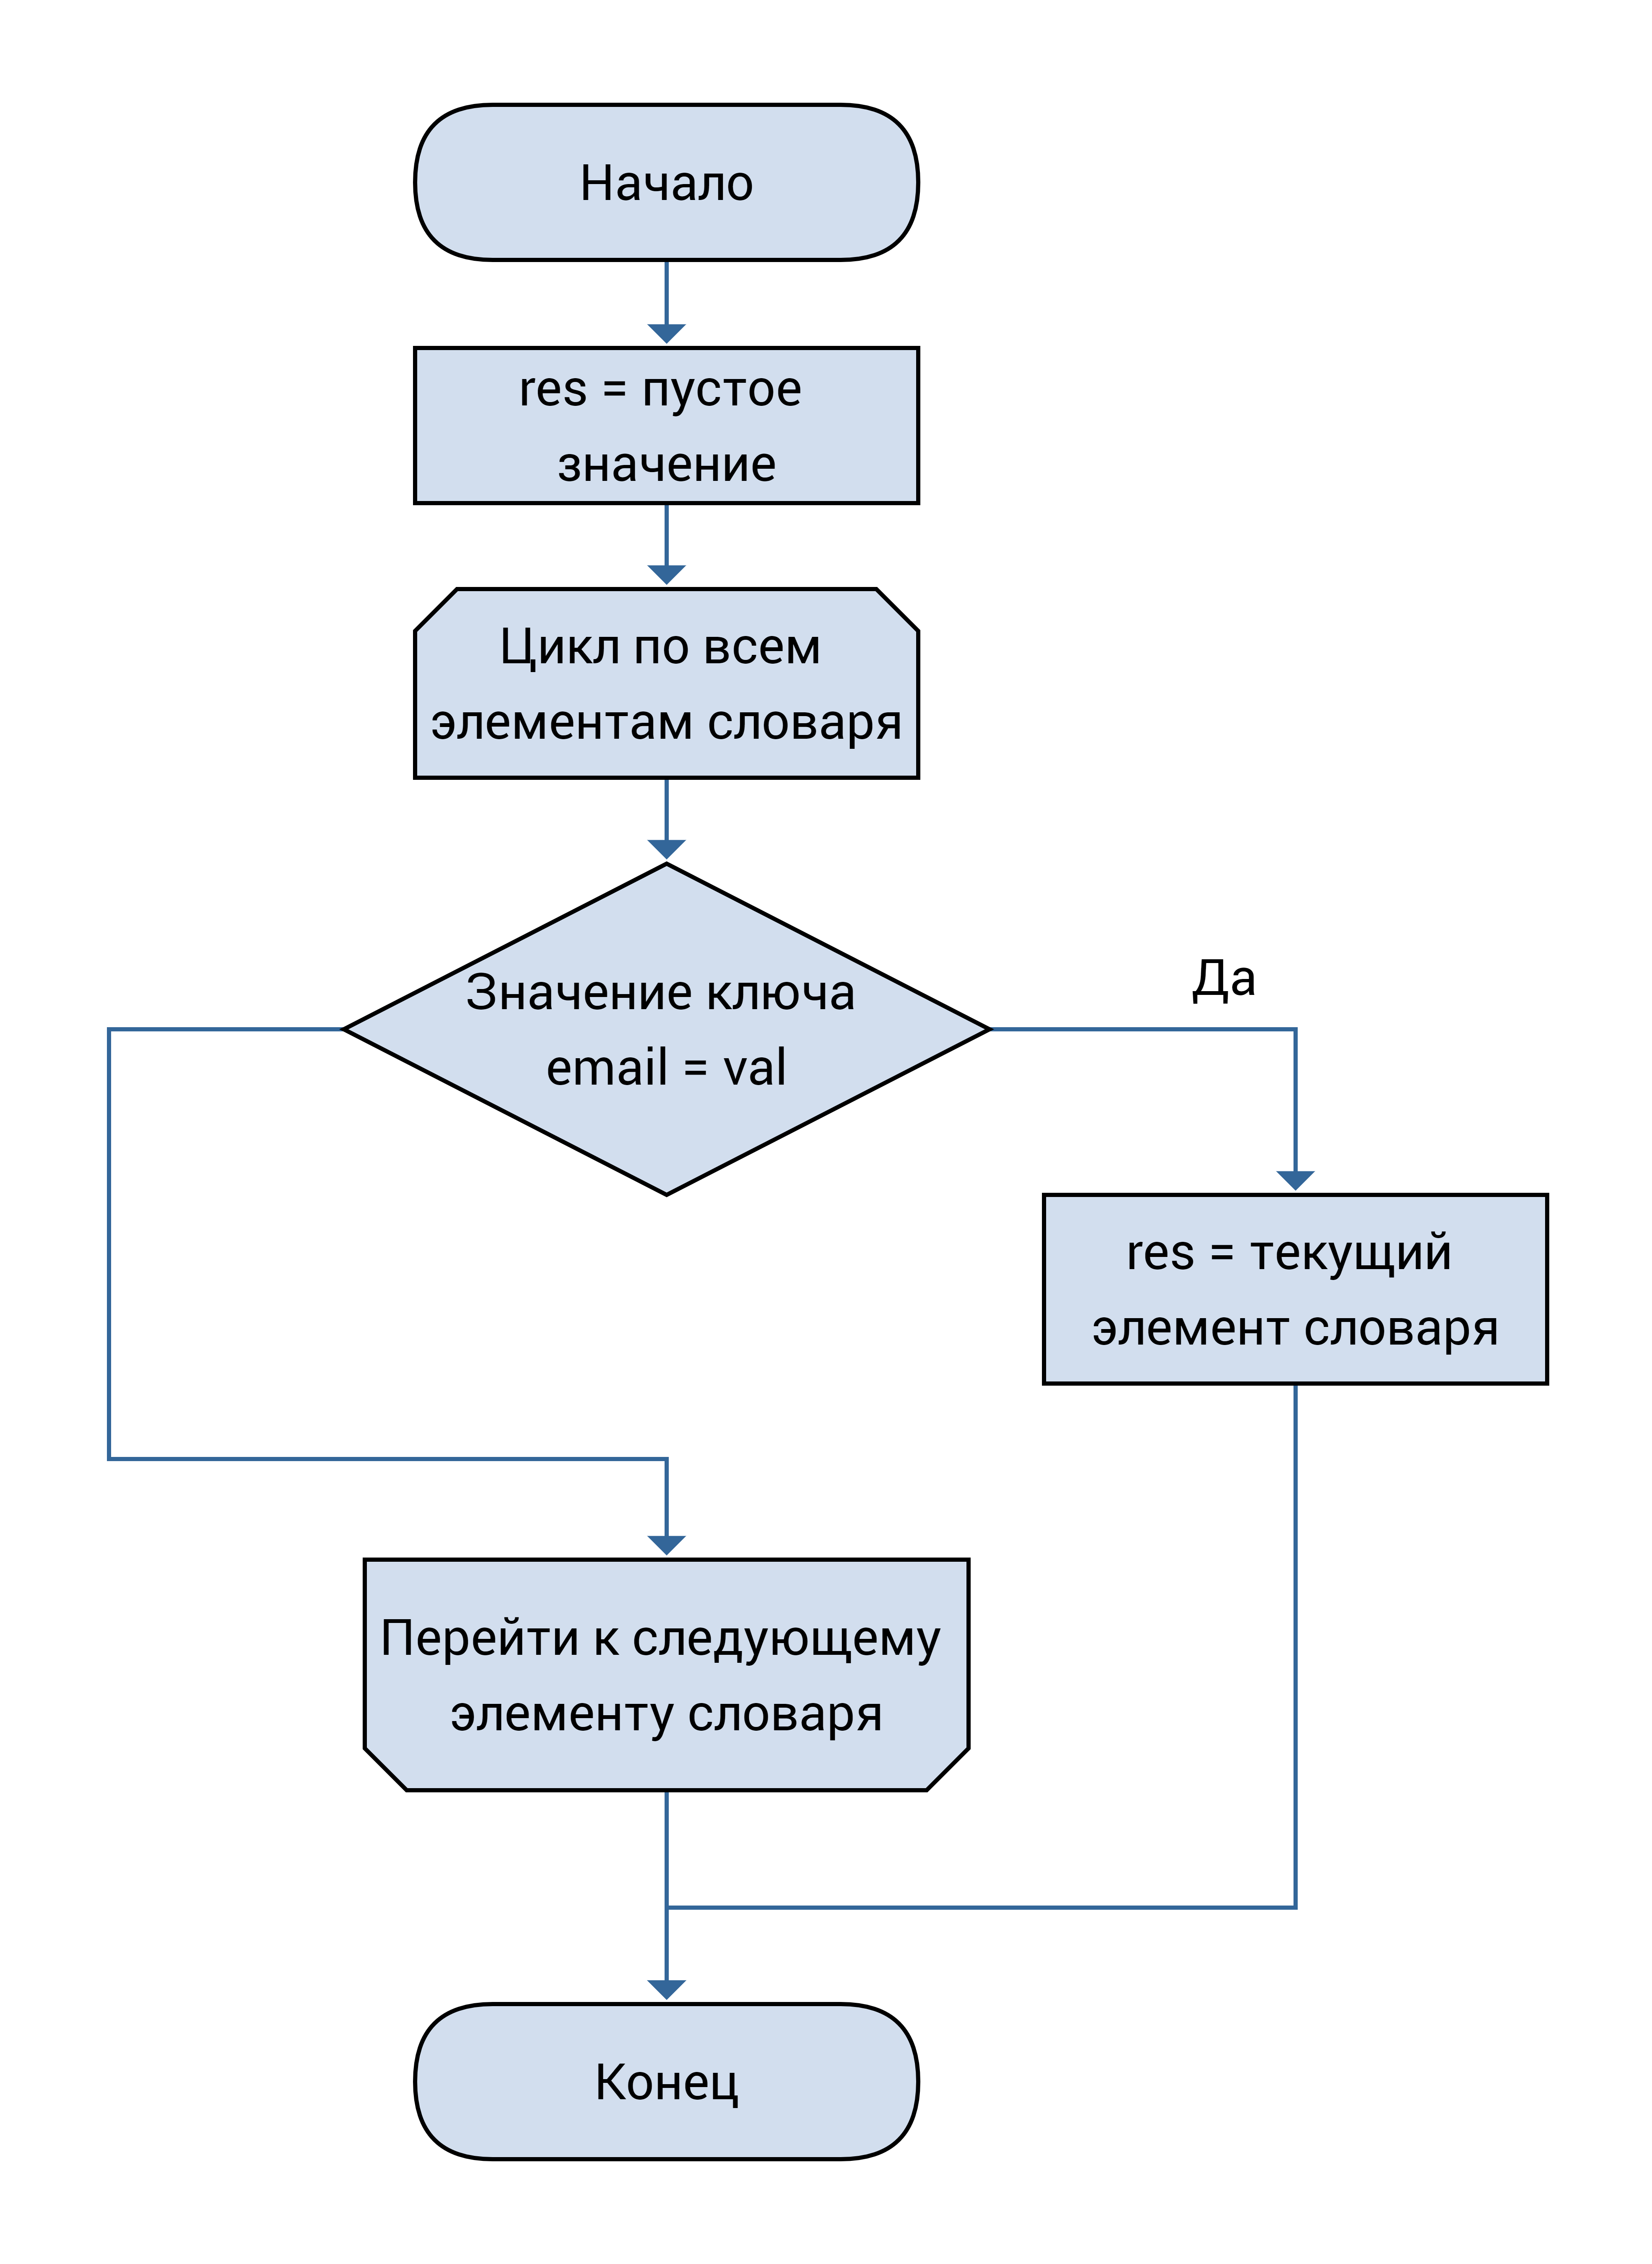 Начало
res = пустое
значение
Цикл по всем
элементам словаря
Значение ключа
email = val
Да
res = текущий
элемент словаря
Перейти к следующему
элементу словаря
Конец